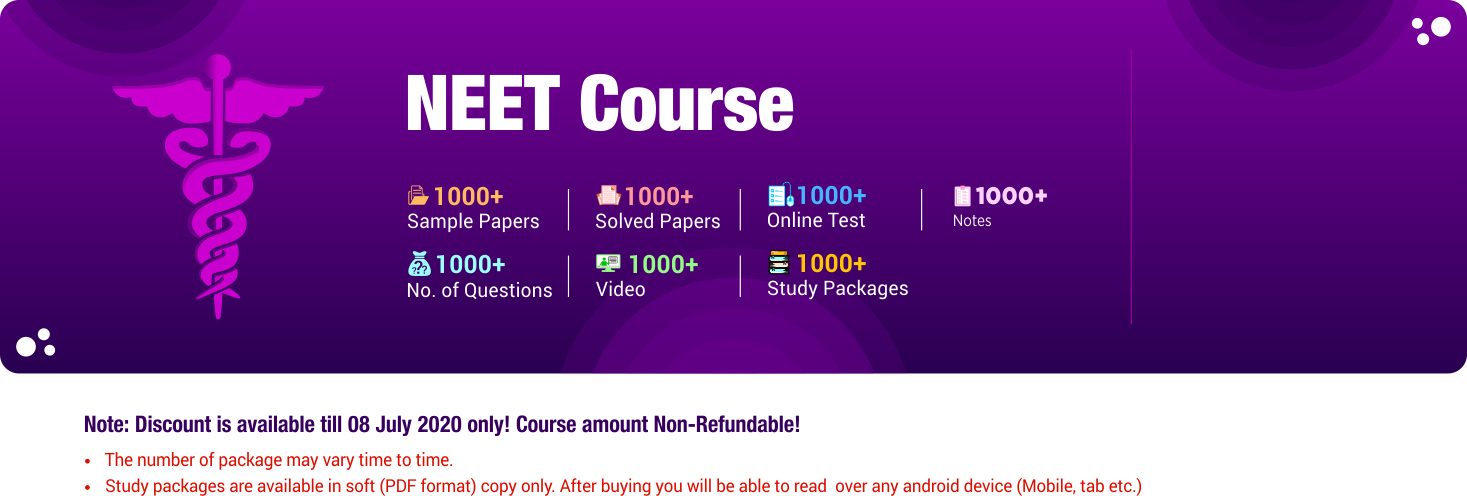 NEET Course
1000+ 1000+ 1000+ 1000+
Sample Papers Solved Papers Online Test Notes
??
1000+ 1000+ 1000+
No. of Questions Video Study Packages
Note: Discount is available till 08 July 2020 only! Course amount Non-Refundable!
• The number of package may vary time to time.
• Study packages are available in soft (PDF format) copy only. After buying you will be able to read over any android device (Mobile, tab etc.)